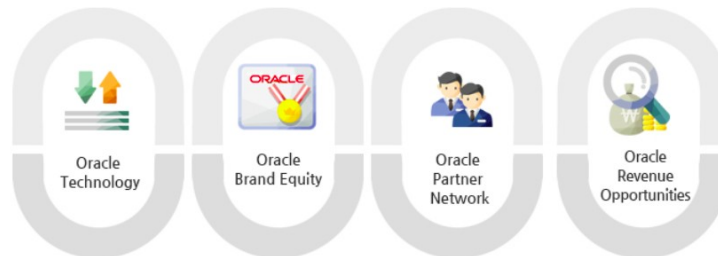 ORACLE
Oracle
Technology
Oracle
Brand Equity
Oracle
Partner
Network
Oracle
Revenue
Opportunities
W